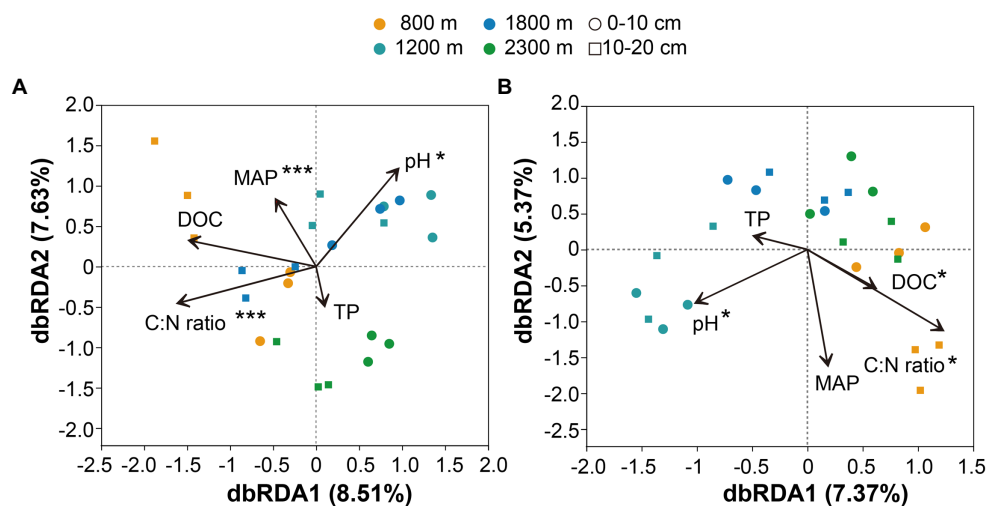 800 m 1800 m 0-10 cm
1200 m 2300 m 10-20 cm
A
dbRDA2 (7.63%)
2.0
1.5
1.0
0.5
0
-0.5
-1.0
-1.5
-2.0
MAP ***
pH *
DOC
C:N ratio ***
TP
-2.5 -2.0 -1.5 -1.0 -0.5 0 0.5 1.0 1.5 2.0
dbRDA1 (8.51%)
B
dbRDA2 (5.37%)
2.0
1.5
1.0
0.5
0
-0.5
-1.0
-1.5
-2.0
TP
DOC*
pH*
MAP
C:N ratio*
-2.0 -1.5 -1.0 -0.5 0 0.5 1.0 1.5
dbRDA1 (7.37%)